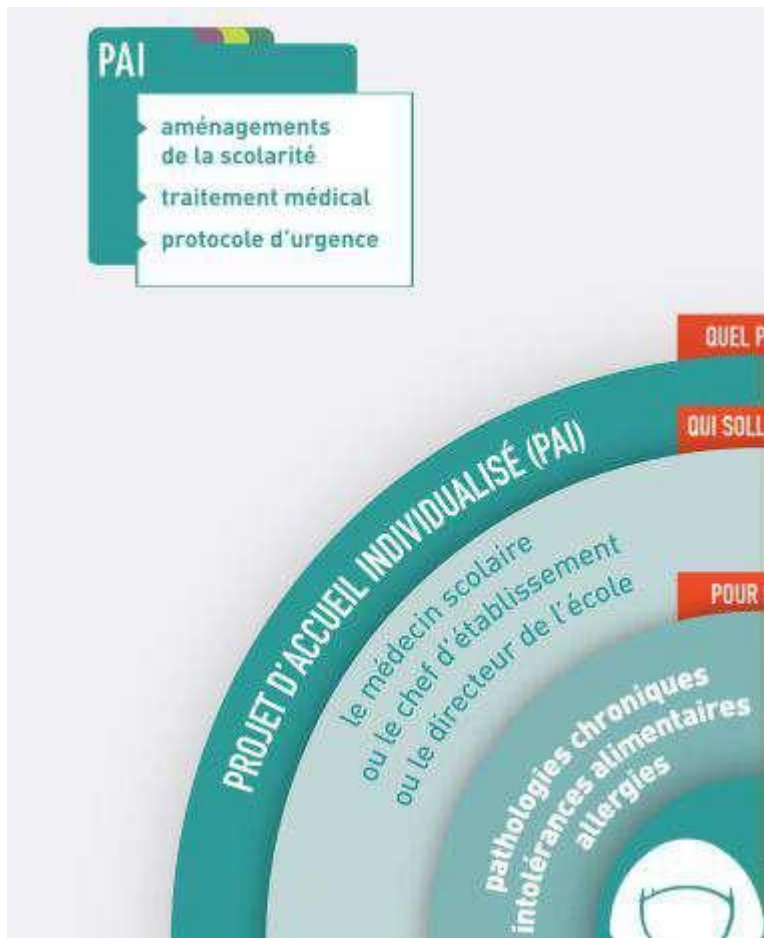 PAI
aménagements
de la scolarité
traitement médical
protocole d'urgence
QUEL
QUI
POUR
PROJET D'ACCUEIL INDIVIDUALISÉ (PAI)
le médecin scolaire
ou le chef d'établissement
ou le directeur de l'école
pathologies chroniques
intolérances alimentaires
allergies